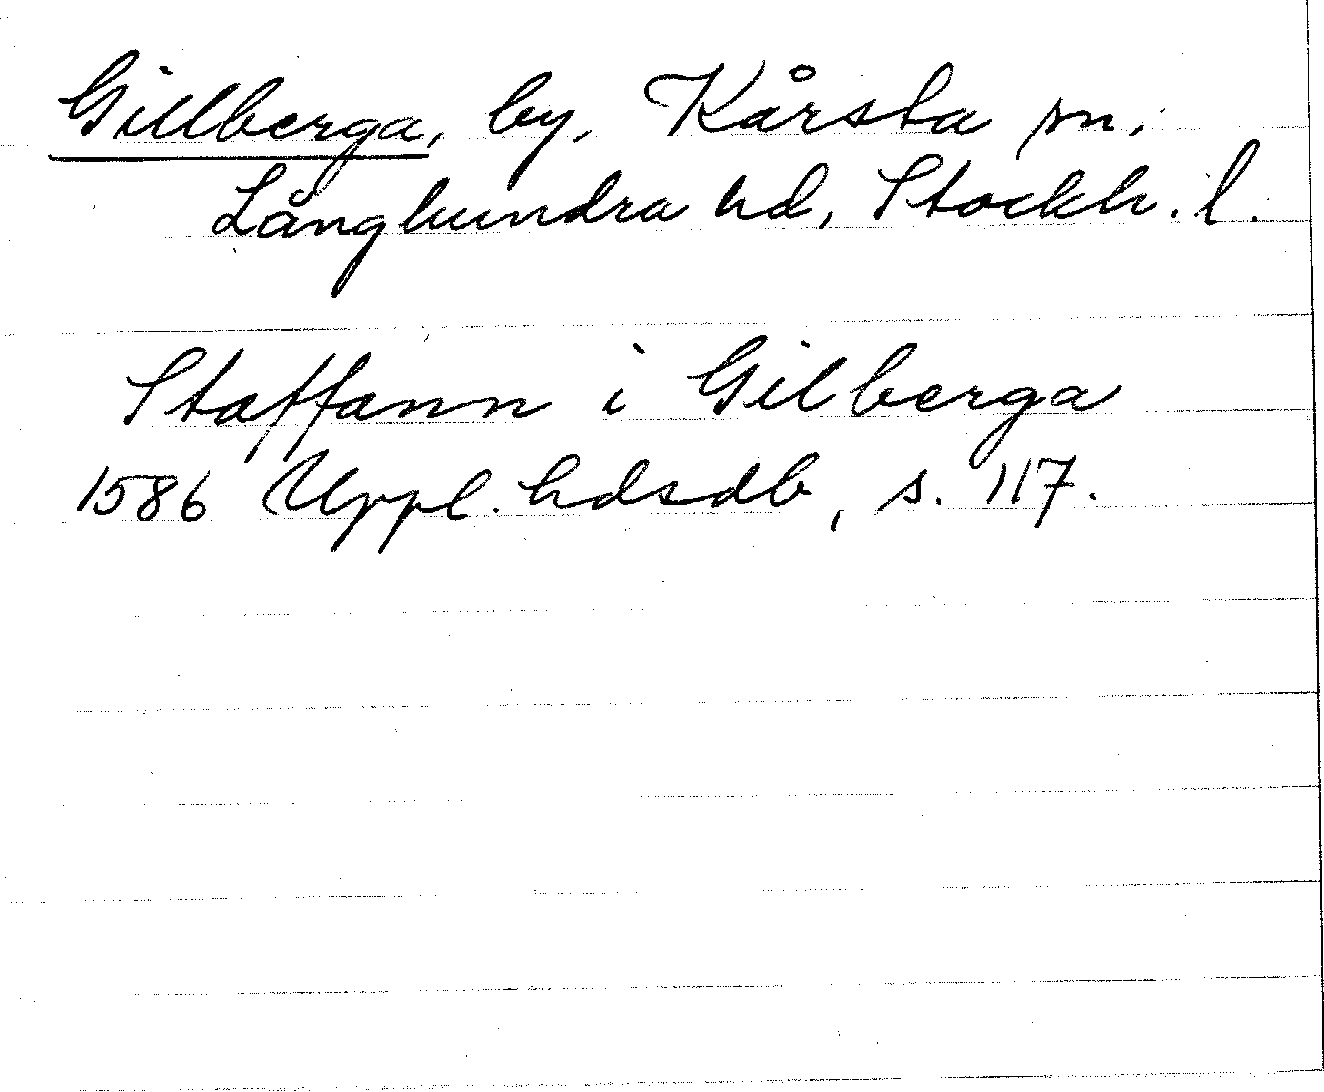 Gillberga, by, Kårsta sn,
Långhundra hd, Stockh. l.
Staffann i Gilberga
1586 Uppl. hdsdb, s. 117.